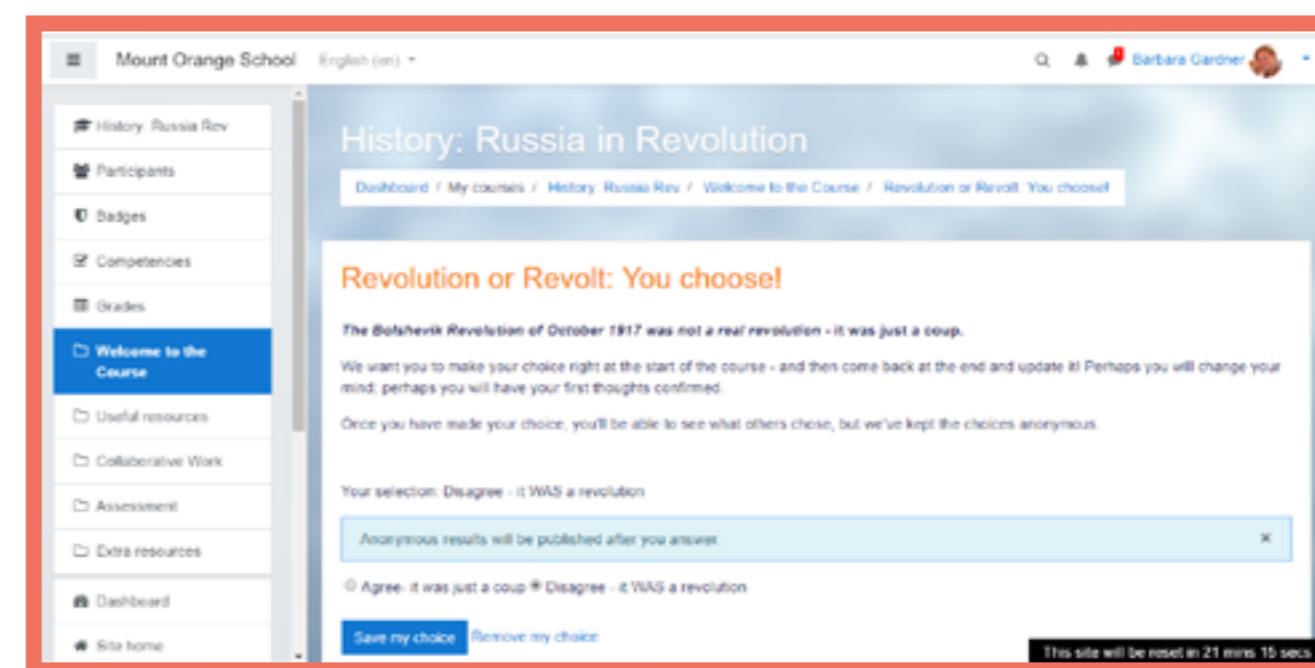 Mount Orange School English (en)
Barbara Gardner
History: Russia Rev
Participants
Badges
Competencies
Grades
Welcome to the
Course
Useful resources
Collaborative Work
Assessment
Extra resources
Dashboard
Site home
History: Russia in Revolution
Dashboard / My courses / History: Russia Rev / Welcome to the Course / Revolution or Revolt: You choose!
Revolution or Revolt: You choose!
The Bolshevik Revolution of October 1917 was not a real revolution - it was just a coup.
We want you to make your choice right at the start of the course - and then come back at the end and update it! Perhaps you will change your
mind; perhaps you will have your first thoughts confirmed.
Once you have made your choice, you'll be able to see what others chose, but we've kept the choices anonymous.
Your selection: Disagree - it WAS a revolution
Anonymous results will be published after you answer.
Agree- it was just a coup Disagree - it WAS a revolution
Save my choice Remove my choice
This site will be reset in 21 mins 15 secs